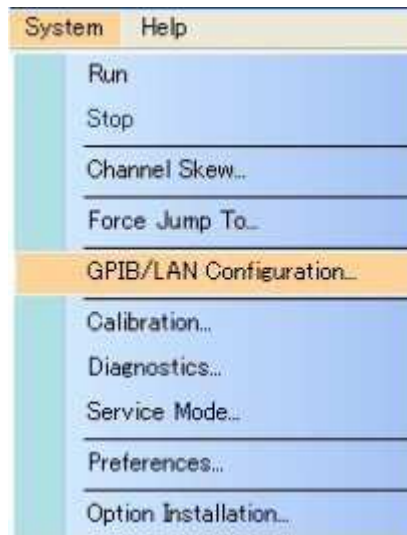 System Help
Run
Stop
Channel Skew...
Force Jump To...
GPIB/LAN Configuration...
Calibration...
Diagnostics...
Service Mode...
Preferences...
Option Installation...